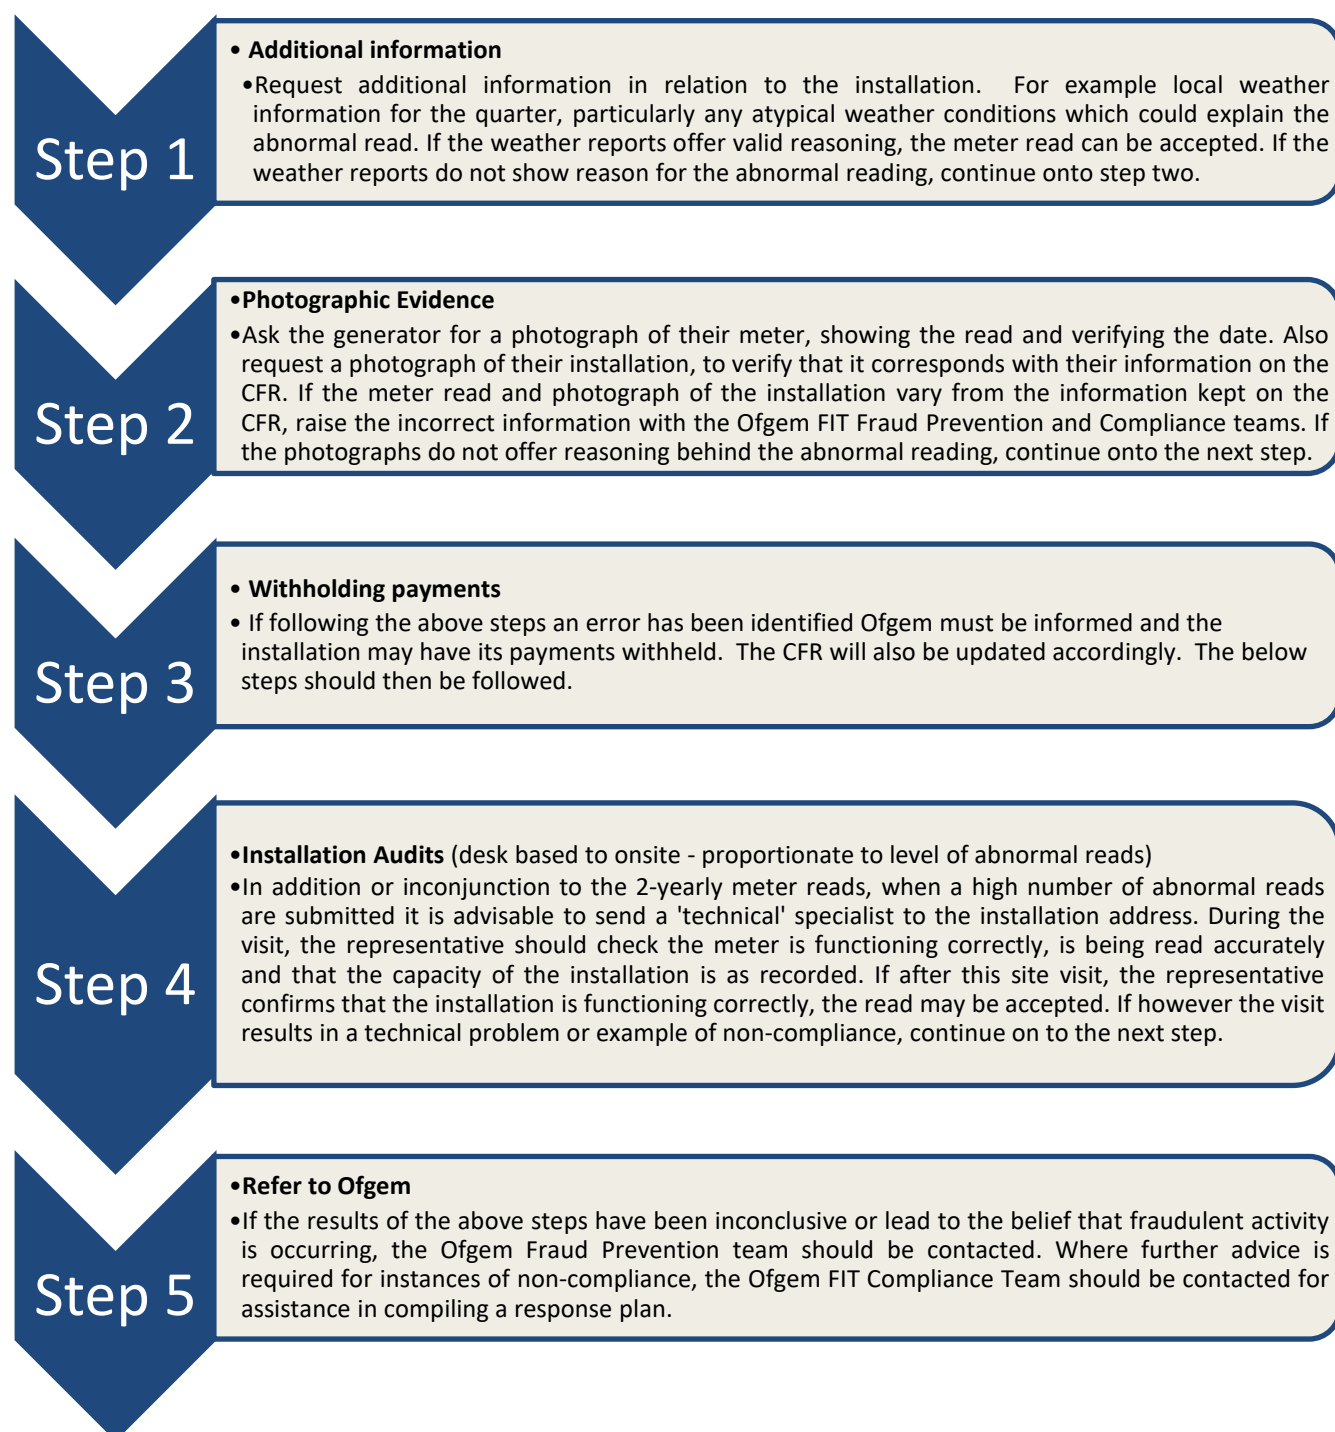 Step 1
• Additional information
•Request additional information in relation to the installation. For example local weather
information for the quarter, particularly any atypical weather conditions which could explain the
abnormal read. If the weather reports offer valid reasoning, the meter read can be accepted. If the
weather reports do not show reason for the abnormal reading, continue onto step two.
Step 2
•Photographic Evidence
•Ask the generator for a photograph of their meter, showing the read and verifying the date. Also
request a photograph of their installation, to verify that it corresponds with their information on the
CFR. If the meter read and photograph of the installation vary from the information kept on the
CFR, raise the incorrect information with the Ofgem FIT Fraud Prevention and Compliance teams. If
the photographs do not offer reasoning behind the abnormal reading, continue onto the next step.
Step 3
• Withholding payments
• If following the above steps an error has been identified Ofgem must be informed and the
installation may have its payments withheld. The CFR will also be updated accordingly. The below
steps should then be followed.
Step 4
•Installation Audits (desk based to onsite - proportionate to level of abnormal reads)
•In addition or inconjunction to the 2-yearly meter reads, when a high number of abnormal reads
are submitted it is advisable to send a 'technical' specialist to the installation address. During the
visit, the representative should check the meter is functioning correctly, is being read accurately
and that the capacity of the installation is as recorded. If after this site visit, the representative
confirms that the installation is functioning correctly, the read may be accepted. If however the visit
results in a technical problem or example of non-compliance, continue on to the next step.
Step 5
•Refer to Ofgem
•If the results of the above steps have been inconclusive or lead to the belief that fraudulent activity
is occurring, the Ofgem Fraud Prevention team should be contacted. Where further advice is
required for instances of non-compliance, the Ofgem FIT Compliance Team should be contacted for
assistance in compiling a response plan.